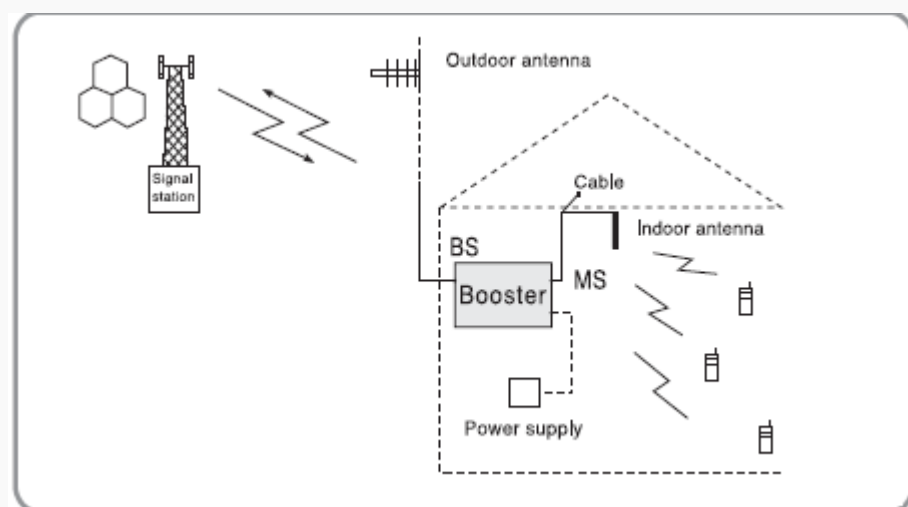 Outdoor antenna
Signal
station
Cable
Indoor antenna
BS
Booster
MS
Power supply